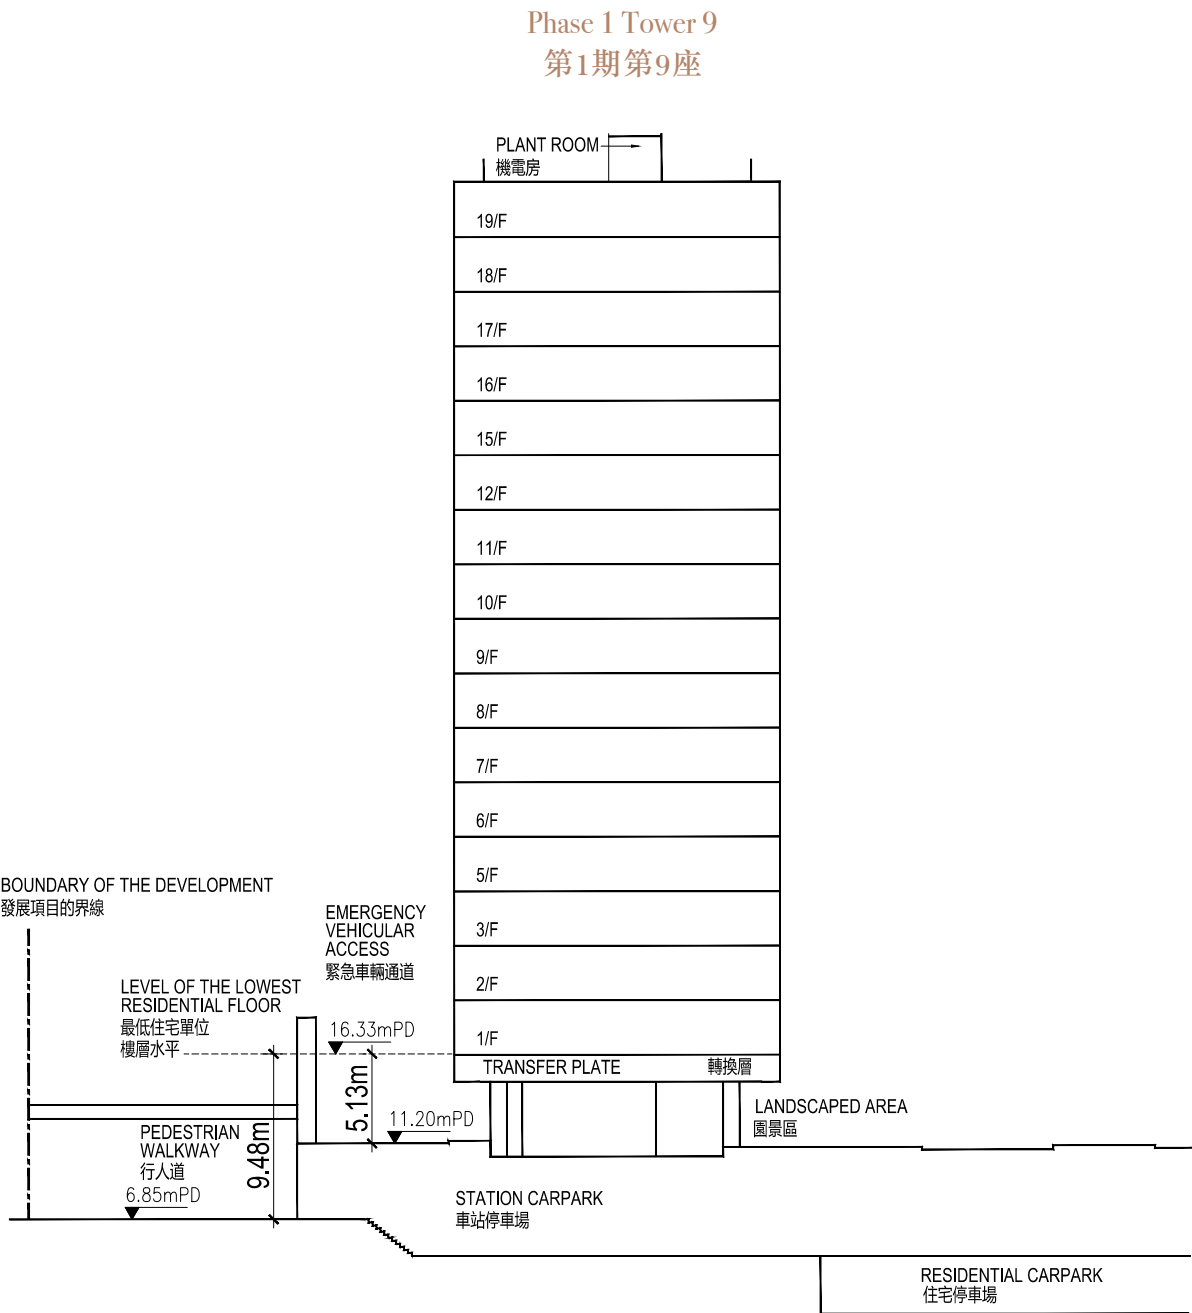 Phase 1 Tower 9
第1期第9座
PLANT ROOM
機電房
19/F
18/F
17/F
16/F
15/F
12/F
11/F
10/F
9/F
8/F
7/F
6/F
5/F
3/F
2/F
1/F
TRANSFER PLATE 轉換層
BOUNDARY OF THE DEVELOPMENT
發展項目的界線
EMERGENCY
VEHICULAR
ACCESS
緊急車輛通道
LEVEL OF THE LOWEST
RESIDENTIAL FLOOR
最低住宅單位
樓層水平
16.33mPD
5.13m
11.20mPD
9.48m
PEDESTRIAN
WALKWAY
行人道
6.85mPD
LANDSCAPED AREA
園景區
STATION CARPARK
車站停車場
RESIDENTIAL CARPARK
住宅停車場